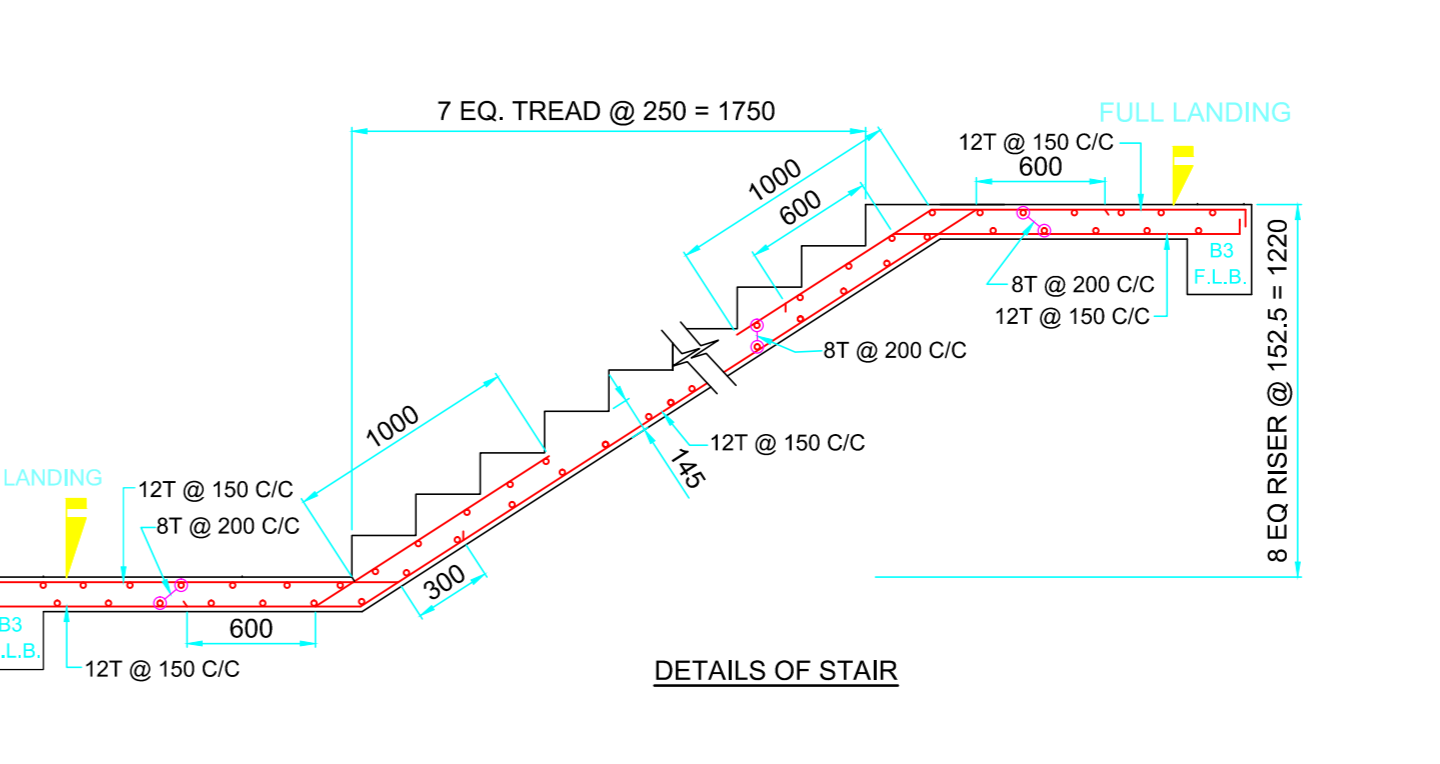 7 EQ. TREAD @ 250 = 1750
FULL LANDING
12T @ 150 C/C
600
1000
600
B3
F.L.B.
8T @ 200 C/C
12T @ 150 C/C
8 EQ RISER @ 152.5 = 1220
8T @ 200 C/C
1000
12T @ 150 C/C
145
LANDING
12T @ 150 C/C
8T @ 200 C/C
300
B3
.L.B.
600
12T @ 150 C/C
DETAILS OF STAIR